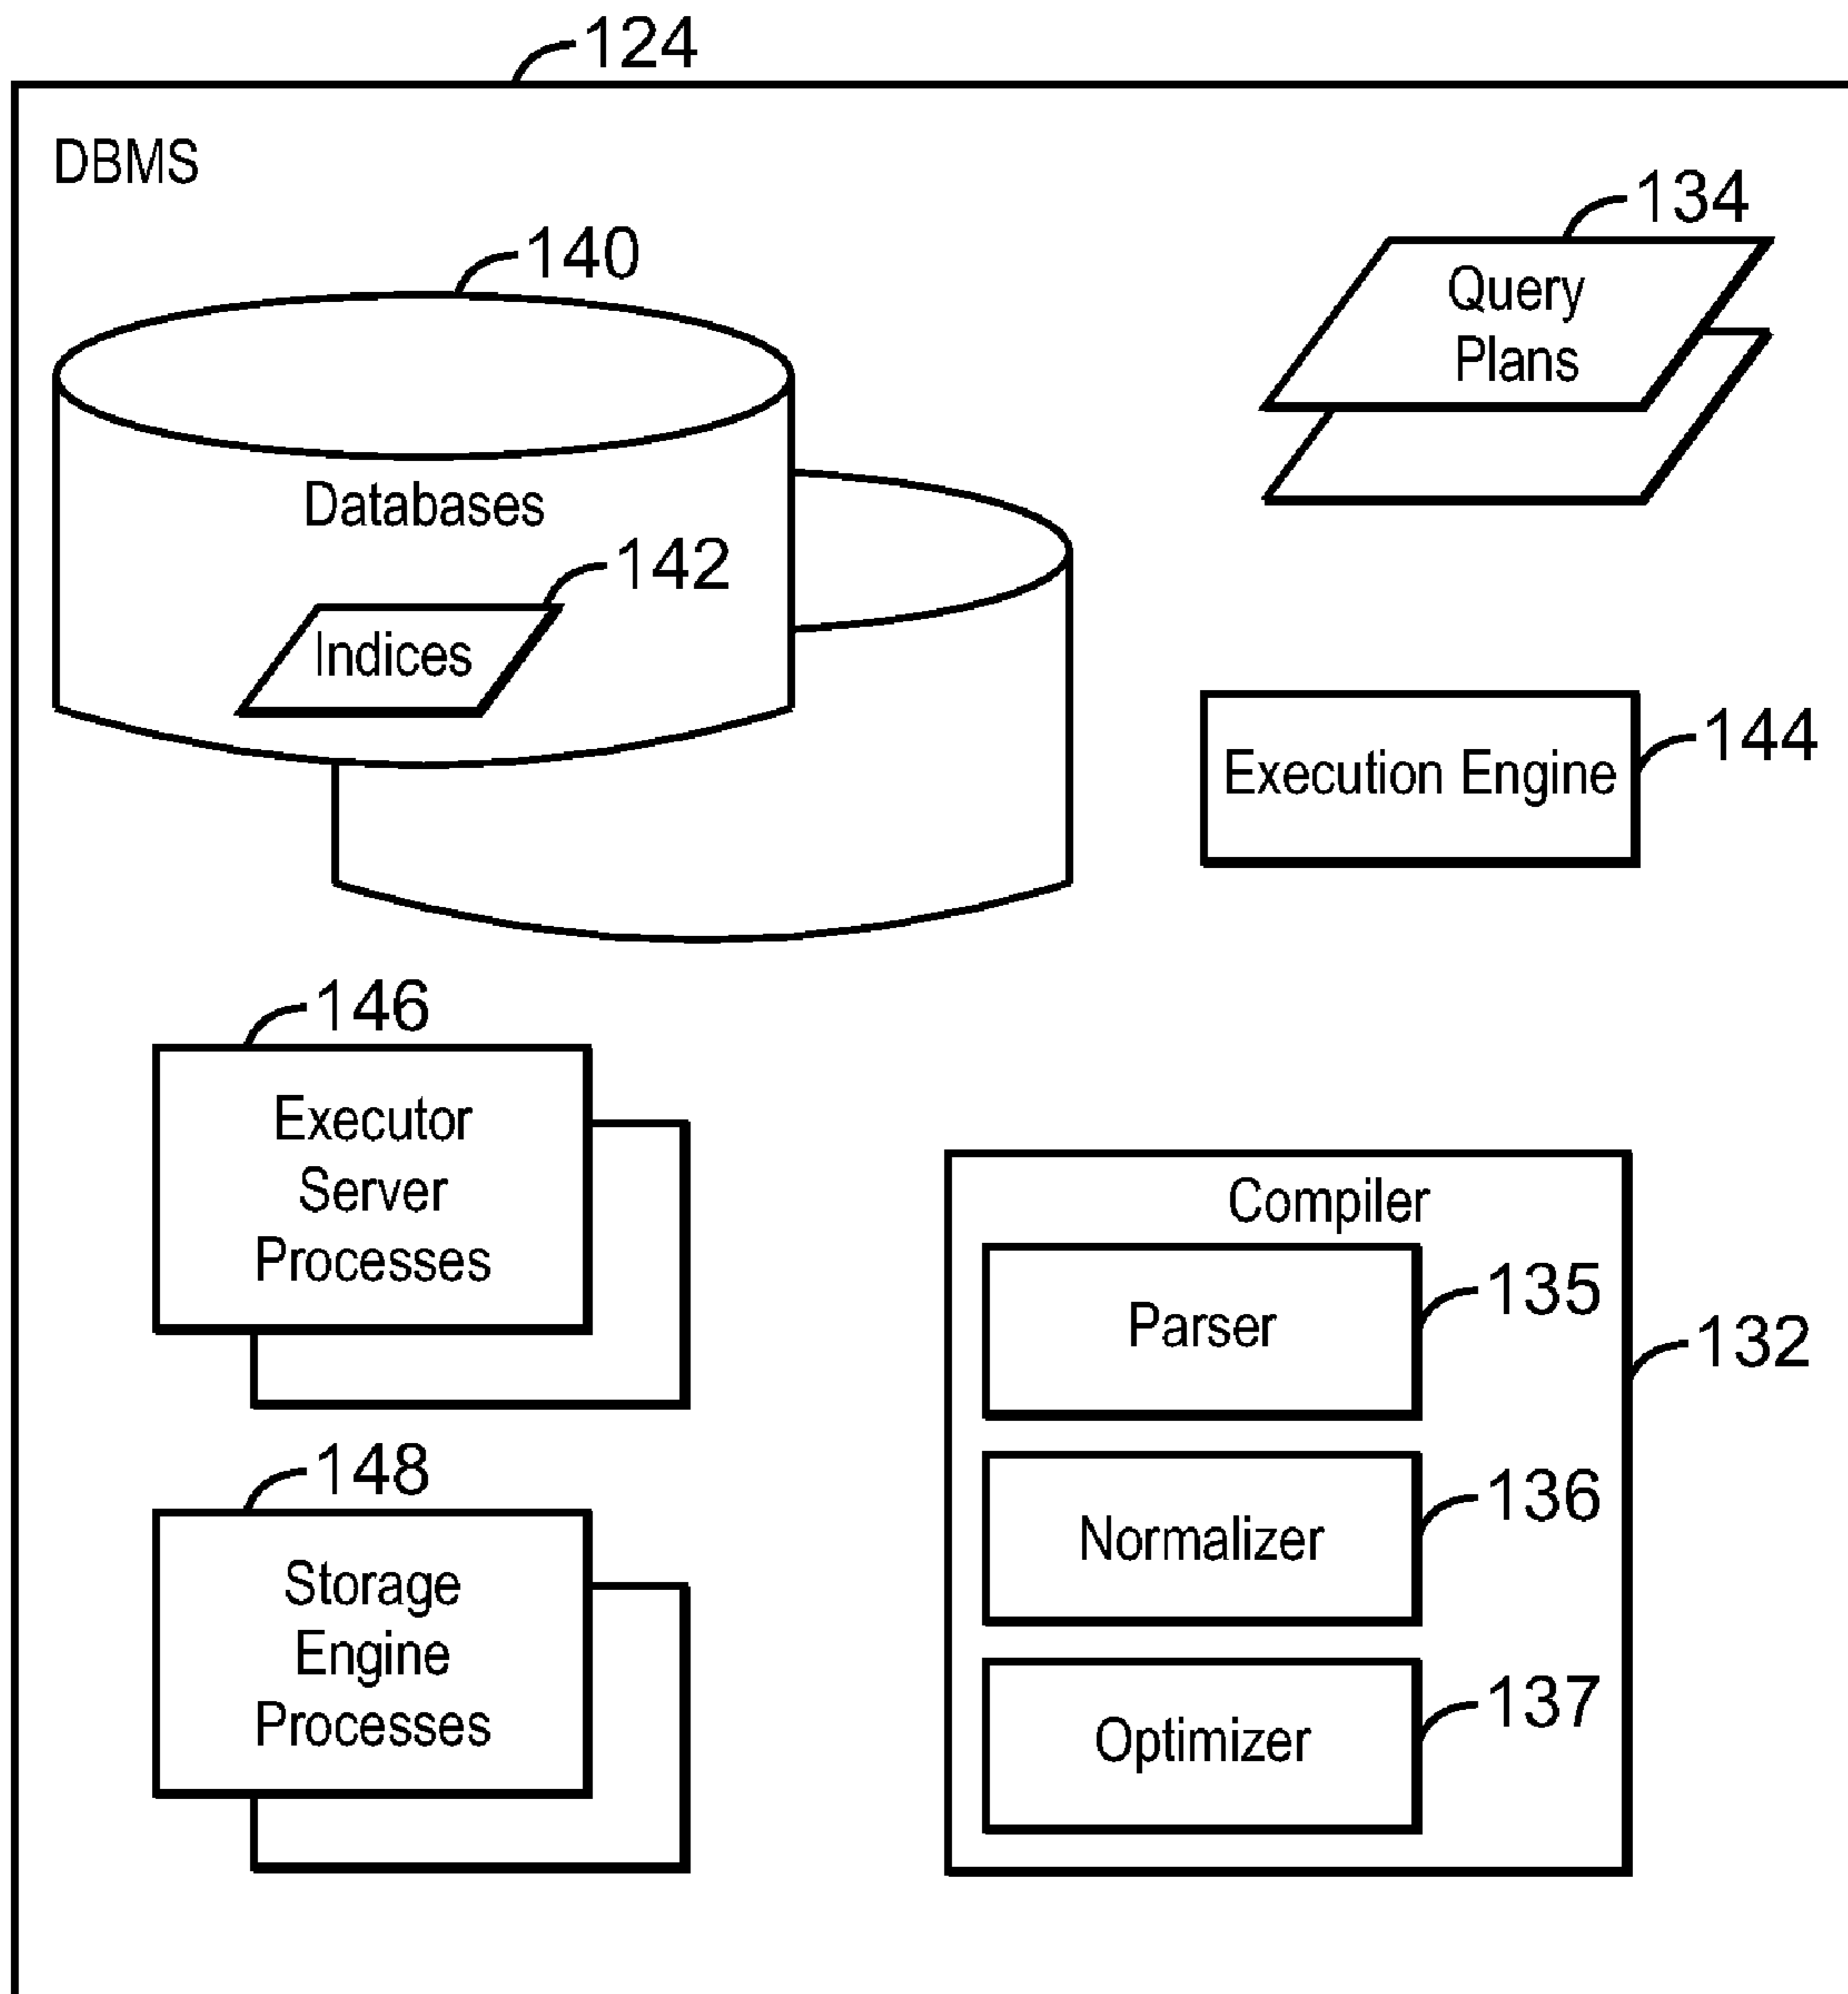 124
DBMS
134
Query
Plans
140
Databases
142
Indices
144
Execution Engine
146
Executor
Server
Processes
Compiler
135
Parser
132
136
Normalizer
137
Optimizer
148
Storage
Engine
Processes